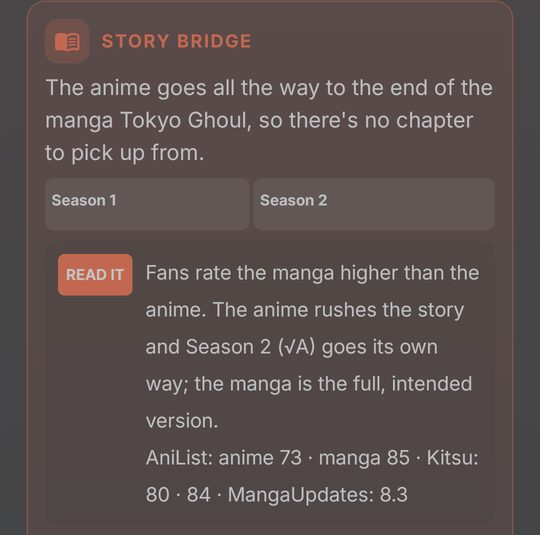 STORY BRIDGE
The anime goes all the way to the end of the
manga Tokyo Ghoul, so there's no chapter
to pick up from.
Season 1
Season 2
READ IT
Fans rate the manga higher than the
anime. The anime rushes the story
and Season 2 (√A) goes its own
way; the manga is the full, intended
version.
AniList: anime 73 · manga 85 · Kitsu:
80 · 84 · MangaUpdates: 8.3